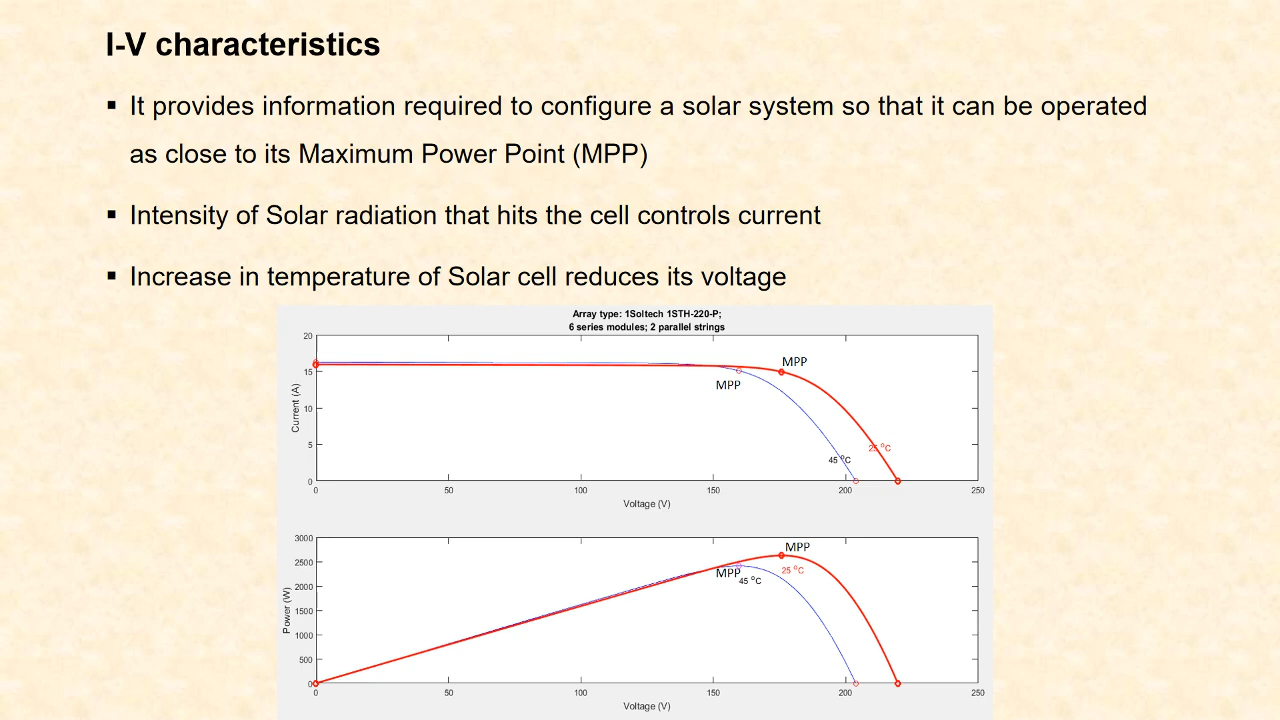 I-V characteristics
▪ It provides information required to configure a solar system so that it can be operated
as close to its Maximum Power Point (MPP)
▪ Intensity of Solar radiation that hits the cell controls current
▪ Increase in temperature of Solar cell reduces its voltage
Array type: 1Soltech 1STH-220-P;
6 series modules; 2 parallel strings
20
15
10
5
0
Current (A)
MPP
MPP
25 °C
45 °C
0 50 100 150 200 250
Voltage (V)
3000
2500
2000
1500
1000
500
0
Power (W)
MPP
25 °C
MPP
45 °C
0 50 100 150 200 250
Voltage (V)